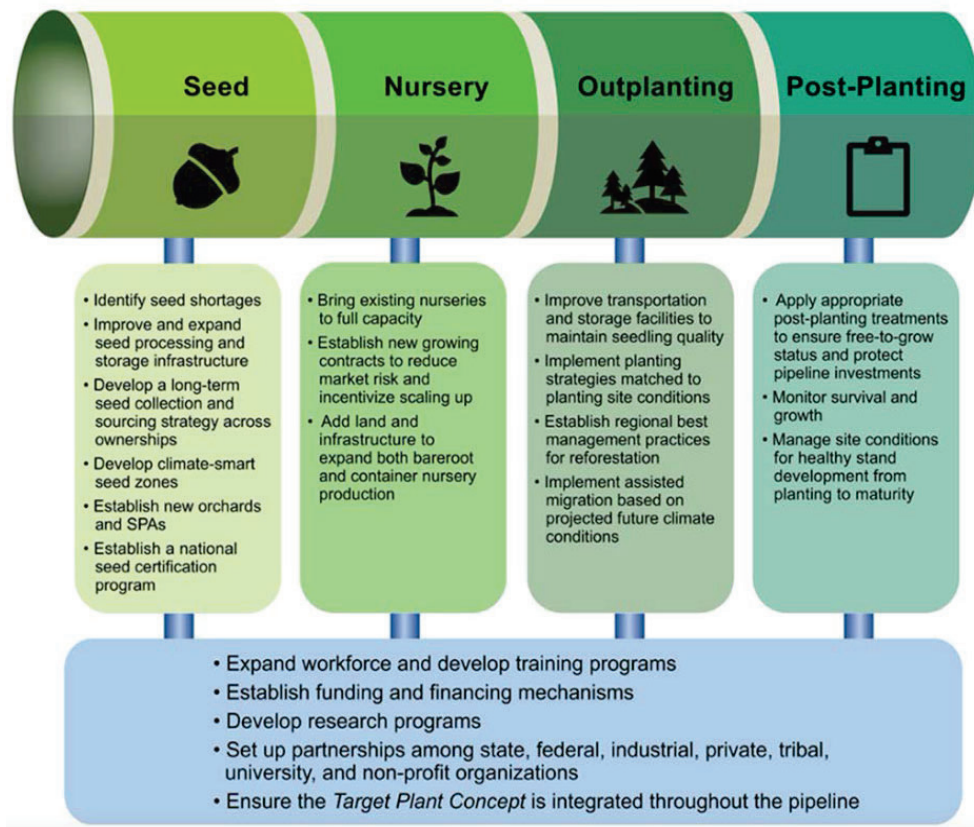 Seed
Nursery
Outplanting
Post-Planting
• Identify seed shortages
• Improve and expand
seed processing and
storage infrastructure
• Develop a long-term
seed collection and
sourcing strategy across
ownerships
• Develop climate-smart
seed zones
• Establish new orchards
and SPAs
• Establish a national
seed certification
program
• Bring existing nurseries
to full capacity
• Establish new growing
contracts to reduce
market risk and
incentivize scaling up
• Add land and
infrastructure to
expand both bareroot
and container nursery
production
• Improve transportation
and storage facilities to
maintain seedling quality
• Implement planting
strategies matched to
planting site conditions
• Establish regional best
management practices
for reforestation
• Implement assisted
migration based on
projected future climate
conditions
• Apply appropriate
post-planting treatments
to ensure free-to-grow
status and protect
pipeline investments
• Monitor survival and
growth
• Manage site conditions
for healthy stand
development from
planting to maturity
• Expand workforce and develop training programs
• Establish funding and financing mechanisms
• Develop research programs
• Set up partnerships among state, federal, industrial, private, tribal,
university, and non-profit organizations
• Ensure the Target Plant Concept is integrated throughout the pipeline